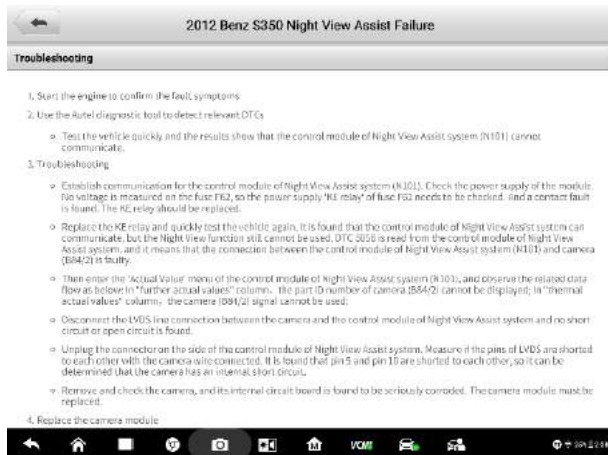 2012 Benz S350 Night View Assist Failure
Troubleshooting
1. Start the engine to confirm the fault symptoms
2. Use the Autel diagnostic tool to detect relevant DTCs
Test the vehicle quickly and the results show that the control module of Night View Assist system (N101) cannot
communicate.
3. Troubleshooting
Establish communication for the control module of Night View Assist system (N101). Check the power supply of the module.
No voltage is measured on the fuse F62, so the power supply "KE relay" of fuse F62 needs to be checked. And a contact fault
is found. The KE relay should be replaced.
Replace the KE relay and quickly test the vehicle again. It is found that the control module of Night View Assist system can
communicate, but the Night View function still cannot be used. DTC is read from the control module of Night View
Assist system, and it means that the connection between the control module of Night View Assist system (N101) and camera
(B84/2) is faulty.
Then enter the 'Actual Value' menu of the control module of Night View Assist system (N101), and observe the related data
flow as below: in "further actual values" column, the part ID number of camera (B84/2) cannot be displayed; in "thermal
actual values" column, the camera (B84/2) signal cannot be used;
Disconnect the LVDS line connection between the camera and the control module of Night View Assist system and no short
circuit or open circuit is found.
Unplug the connector on the side of the control module of Night View Assist system. Measure if the pins of LVDS are shorted
to each other with the camera wire connected. It is found that pin 5 and pin 18 are shorted to each other, so it can be
determined that the camera has an internal short circuit.
Remove and check the camera, and its internal circuit board is found to be seriously corroded. The camera module must be
replaced.
4. Replace the camera module
VCMI